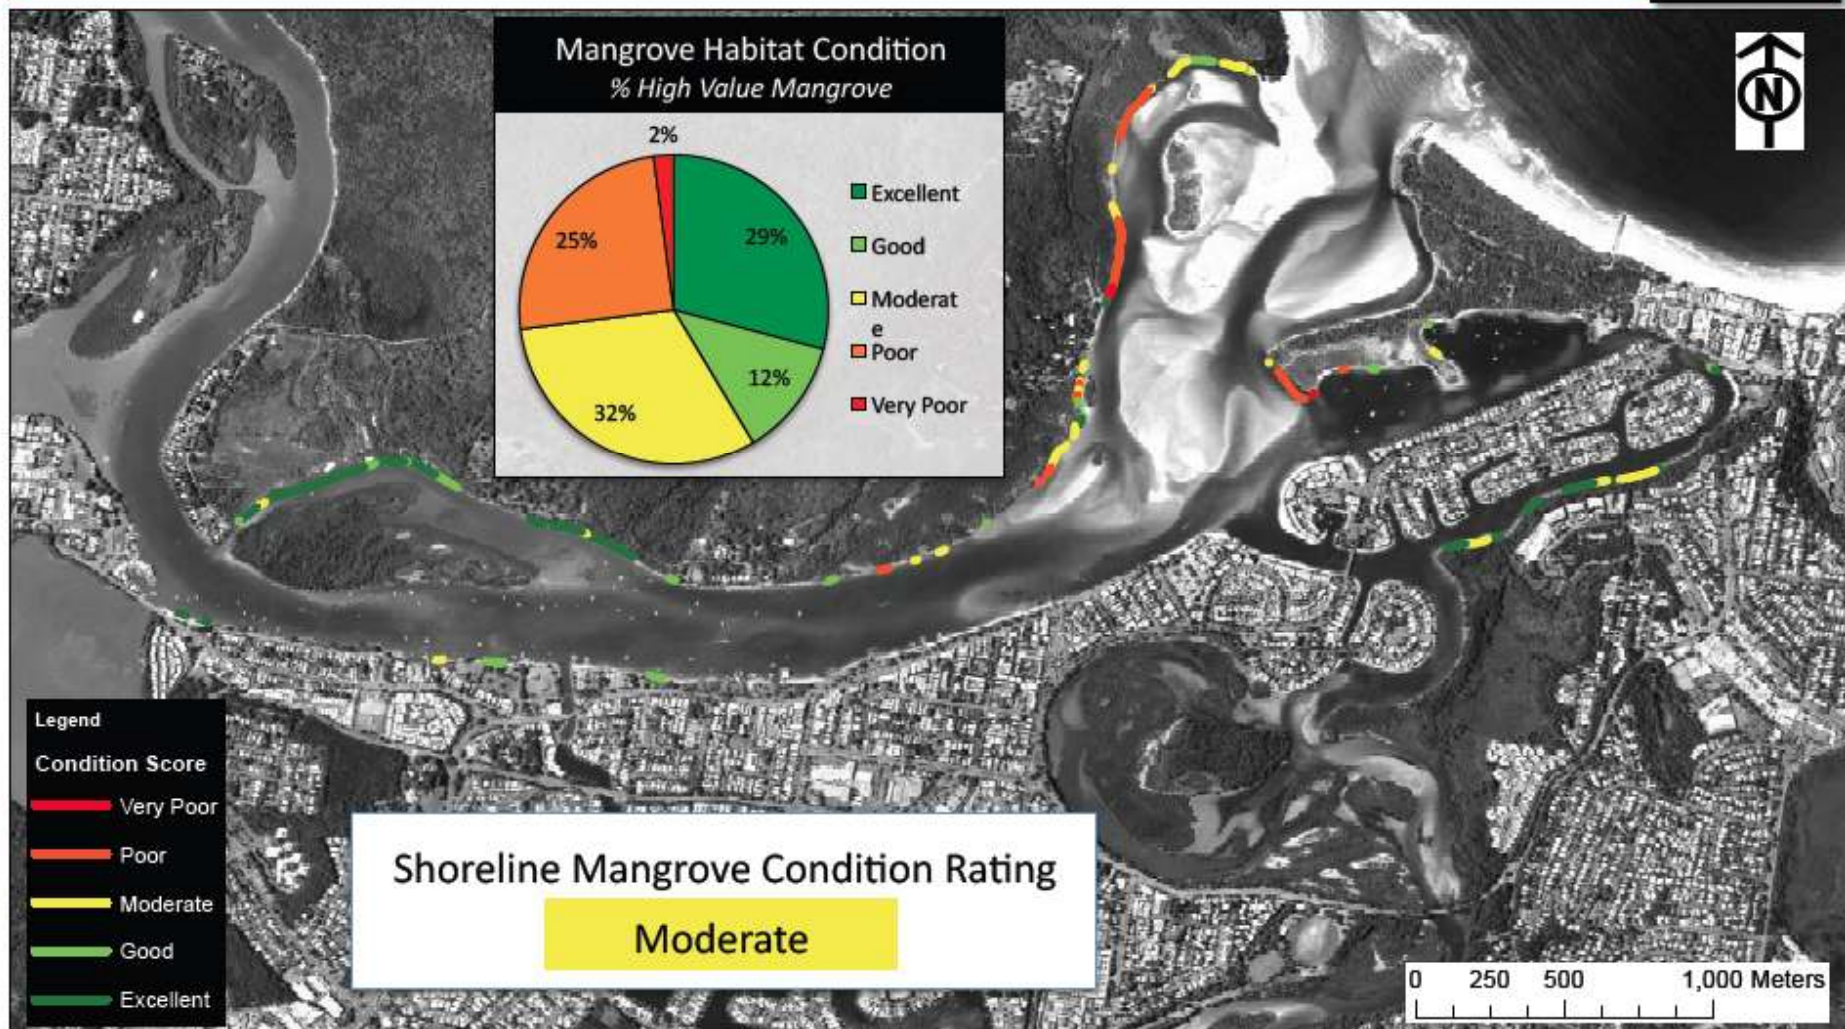 Mangrove Habitat Condition
% High Value Mangrove
2%
29%
25%
12%
32%
Excellent
Good
Moderat
e
Poor
Very Poor
N
Legend
Condition Score
Very Poor
Poor
Moderate
Good
Excellent
Shoreline Mangrove Condition Rating
Moderate
0 250 500 1,000 Meters